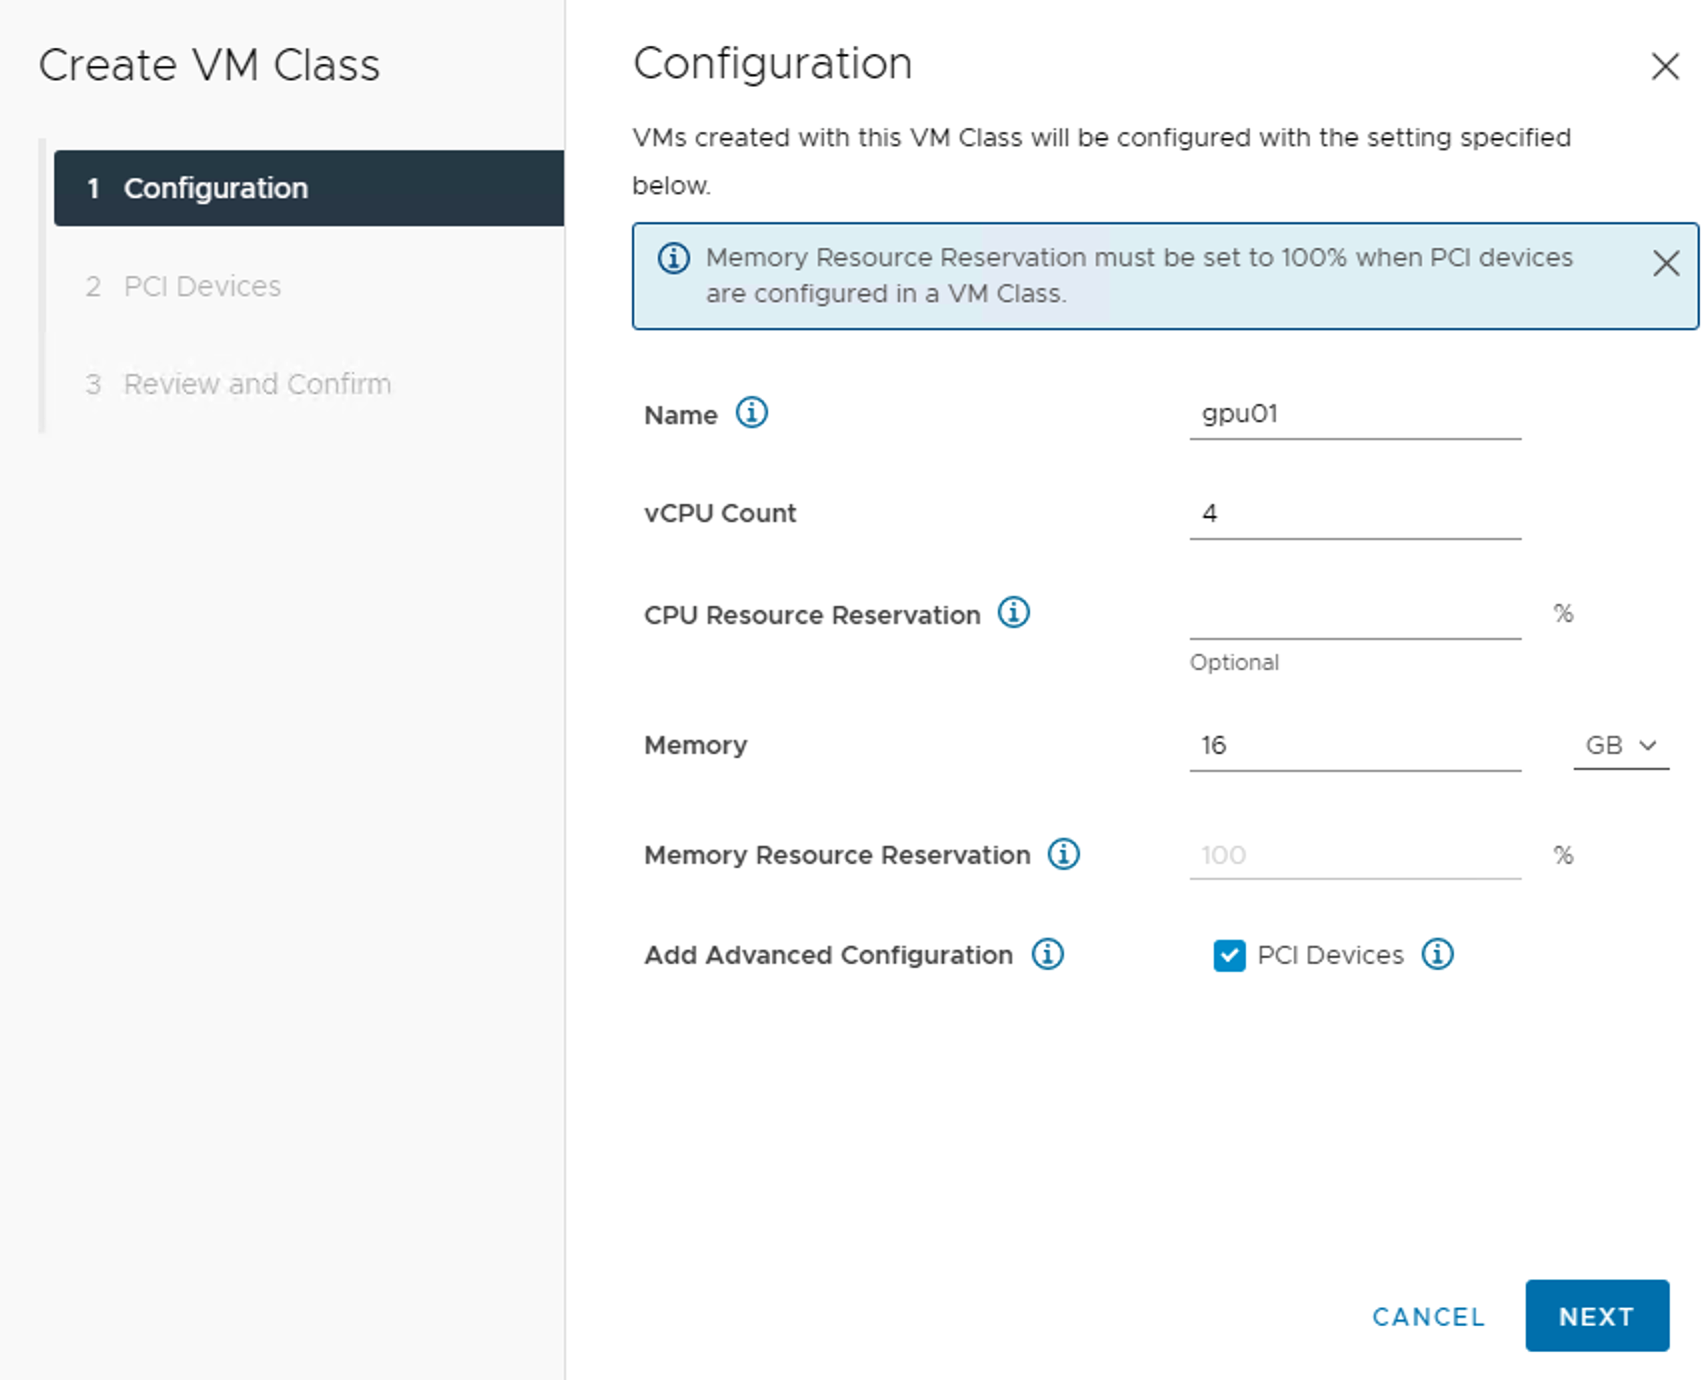 Create VM Class
1 Configuration
2 PCI Devices
3 Review and Confirm
Configuration
VMs created with this VM Class will be configured with the setting specified
below.
Memory Resource Reservation must be set to 100% when PCI devices
are configured in a VM Class.
Name gpu01
vCPU Count 4
CPU Resource Reservation %
Optional
Memory 16 GB
Memory Resource Reservation 100 %
Add Advanced Configuration PCI Devices
CANCEL NEXT